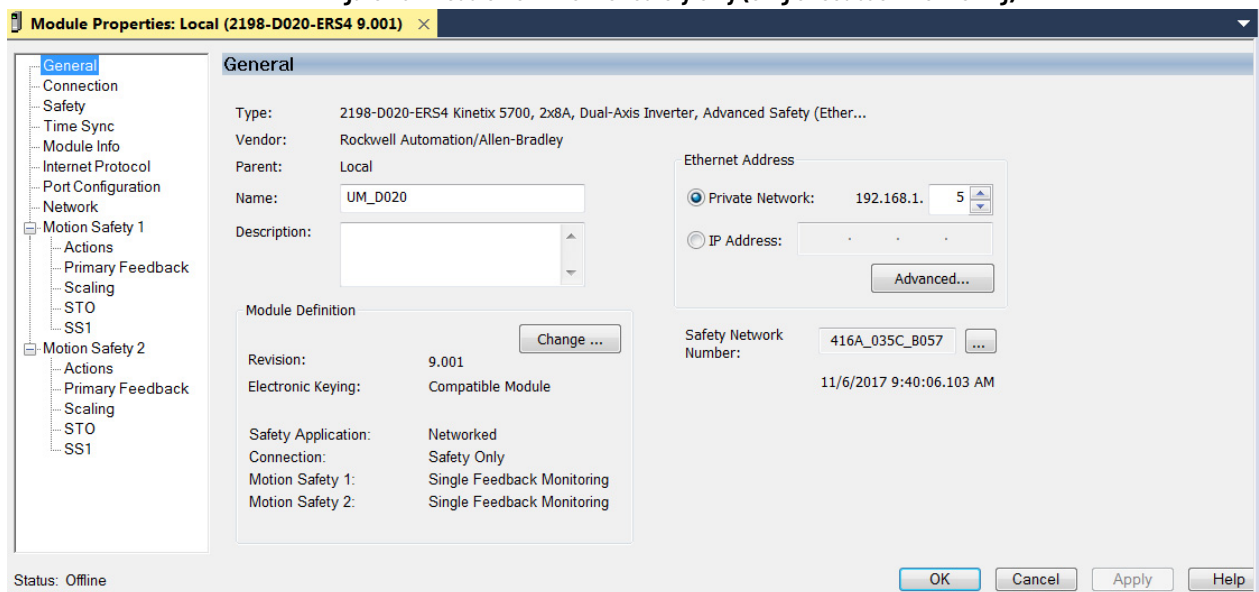 Module Properties: Local (2198-D020-ERS4 9.001) ×
General
Connection
Safety
Time Sync
Module Info
Internet Protocol
Port Configuration
Network
Motion Safety 1
Actions
Primary Feedback
Scaling
STO
SS1
Motion Safety 2
Actions
Primary Feedback
Scaling
STO
SS1
General
Type: 2198-D020-ERS4 Kinetix 5700, 2x8A, Dual-Axis Inverter, Advanced Safety (Ether...
Vendor: Rockwell Automation/Allen-Bradley
Parent: Local
Name: UM_D020
Description:
Module Definition
Change ...
Revision: 9.001
Electronic Keying: Compatible Module
Safety Application: Networked
Connection: Safety Only
Motion Safety 1: Single Feedback Monitoring
Motion Safety 2: Single Feedback Monitoring
Ethernet Address
Private Network: 192.168.1. 5
IP Address: . . .
Advanced...
Safety Network
Number: 416A_035C_B057 ...
11/6/2017 9:40:06.103 AM
Status: Offline
OK Cancel Apply Help